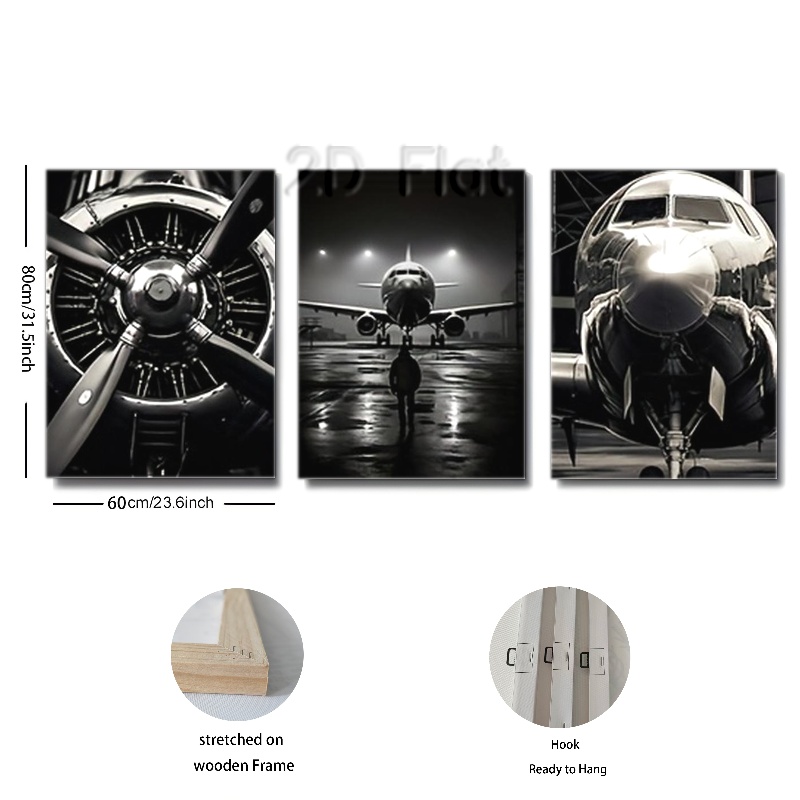 2D Flat
80cm/31.5inch
60cm/23.6inch
stretched on
wooden Frame
Hook
Ready to Hang